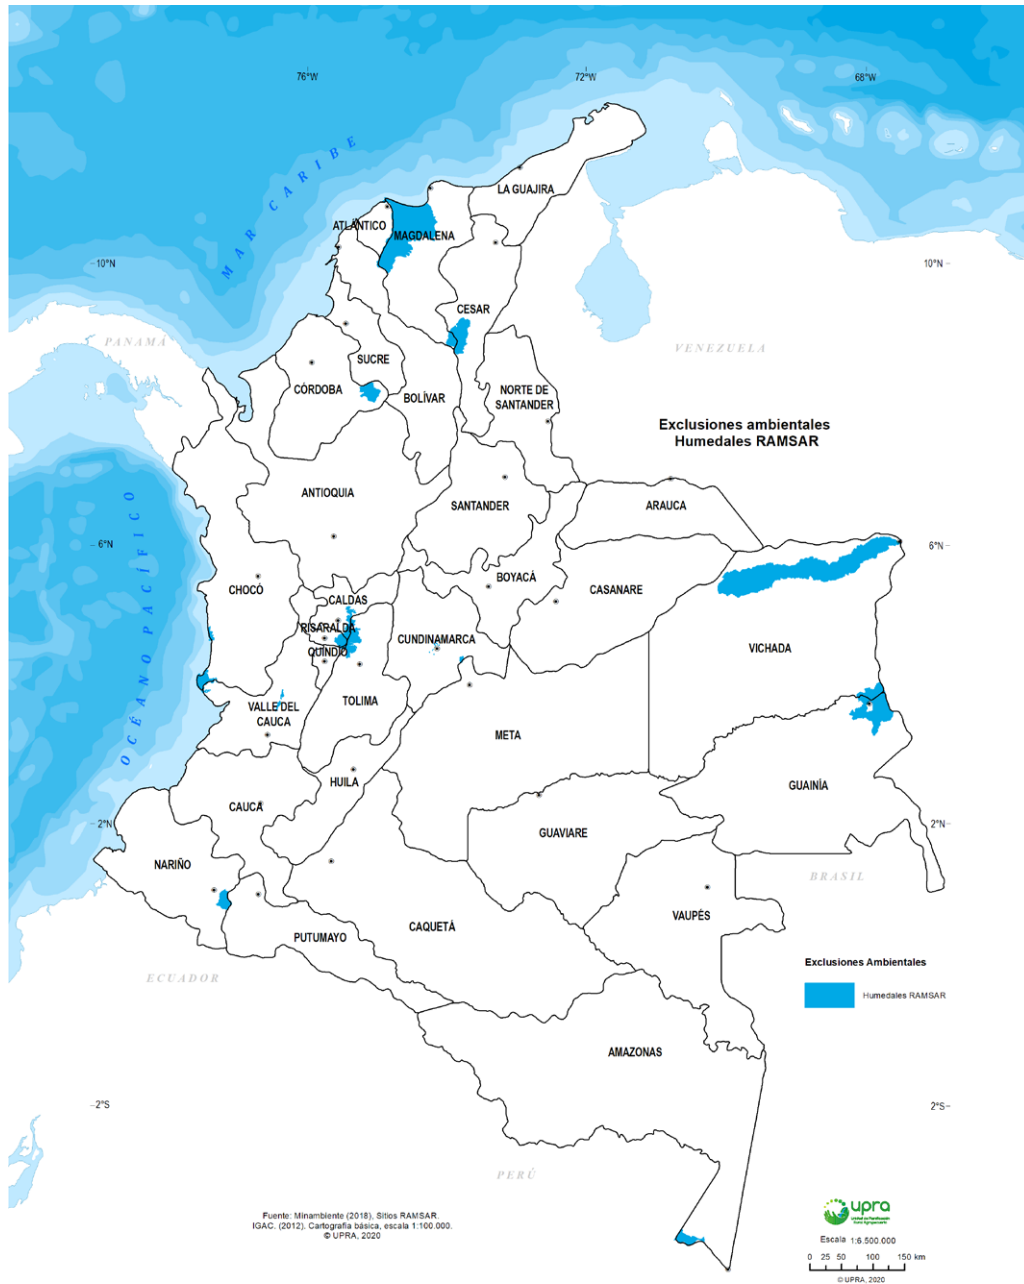 76°W
72°W
68°W
MAR CARIBE
LA GUAJIRA
ATLÁNTICO
MAGDALENA
10°N
10°N
CESAR
PANAMÁ
VENEZUELA
SUCRE
CÓRDOBA
BOLÍVAR
NORTE DE
SANTANDER
Exclusiones ambientales
Humedales RAMSAR
ANTIOQUIA
SANTANDER
ARAUCA
OCÉANO PACÍFICO
6°N
6°N
BOYACÁ
CHOCÓ
CASANARE
CALDAS
RISARALDA
CUNDINAMARCA
QUINDIO
VICHADA
TOLIMA
VALLE DEL
CAUCA
META
HUILA
GUAINÍA
CAUCA
2°N
2°N
GUAVIARE
NARIÑO
BRASIL
VAUPÉS
CAQUETÁ
PUTUMAYO
ECUADOR
Exclusiones Ambientales
Humedales RAMSAR
AMAZONAS
2°S
2°S
PERÚ
Fuente: Minambiente (2018), Sitios RAMSAR.
IGAC. (2012). Cartografía básica, escala 1:100.000.
© UPRA, 2020
upra
Escala 1:6.500.000
0 25 50 100 150 km
© UPRA, 2020